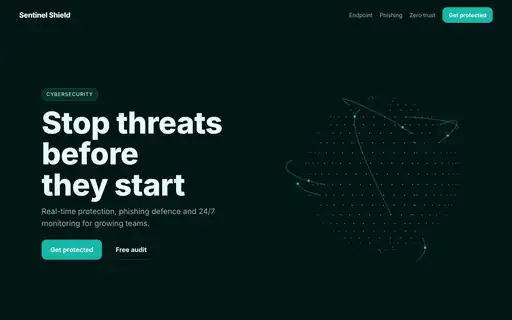 Sentinel Shield
Endpoint Phishing Zero trust Get protected
CYBERSECURITY
Stop threats
before
they start
Real-time protection, phishing defence and 24/7
monitoring for growing teams.
Get protected Free audit